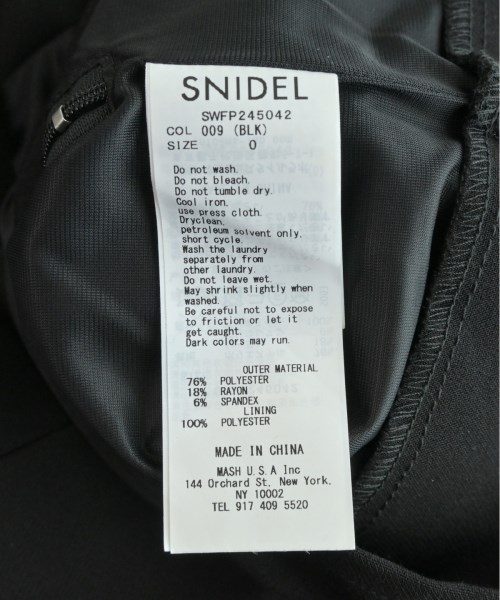 SNIDEL
SWFP245042
COL 009 (BLK)
SIZE 0
Do not wash.
Do not bleach.
Do not tumble dry.
Cool iron.
use press cloth.
Dryclean.
petroleum solvent only.
short cycle.
Wash the laundry
separately from
other laundry.
Do not leave wet.
May shrink slightly when
washed.
Be careful not to expose
to friction or let it
get caught.
Dark colors may run.
OUTER MATERIAL
76% POLYESTER
18% RAYON
6% SPANDEX
LINING
100% POLYESTER
MADE IN CHINA
MASH U.S.A Inc
144 Orchard St. New York.
NY 10002
TEL 917 409 5520